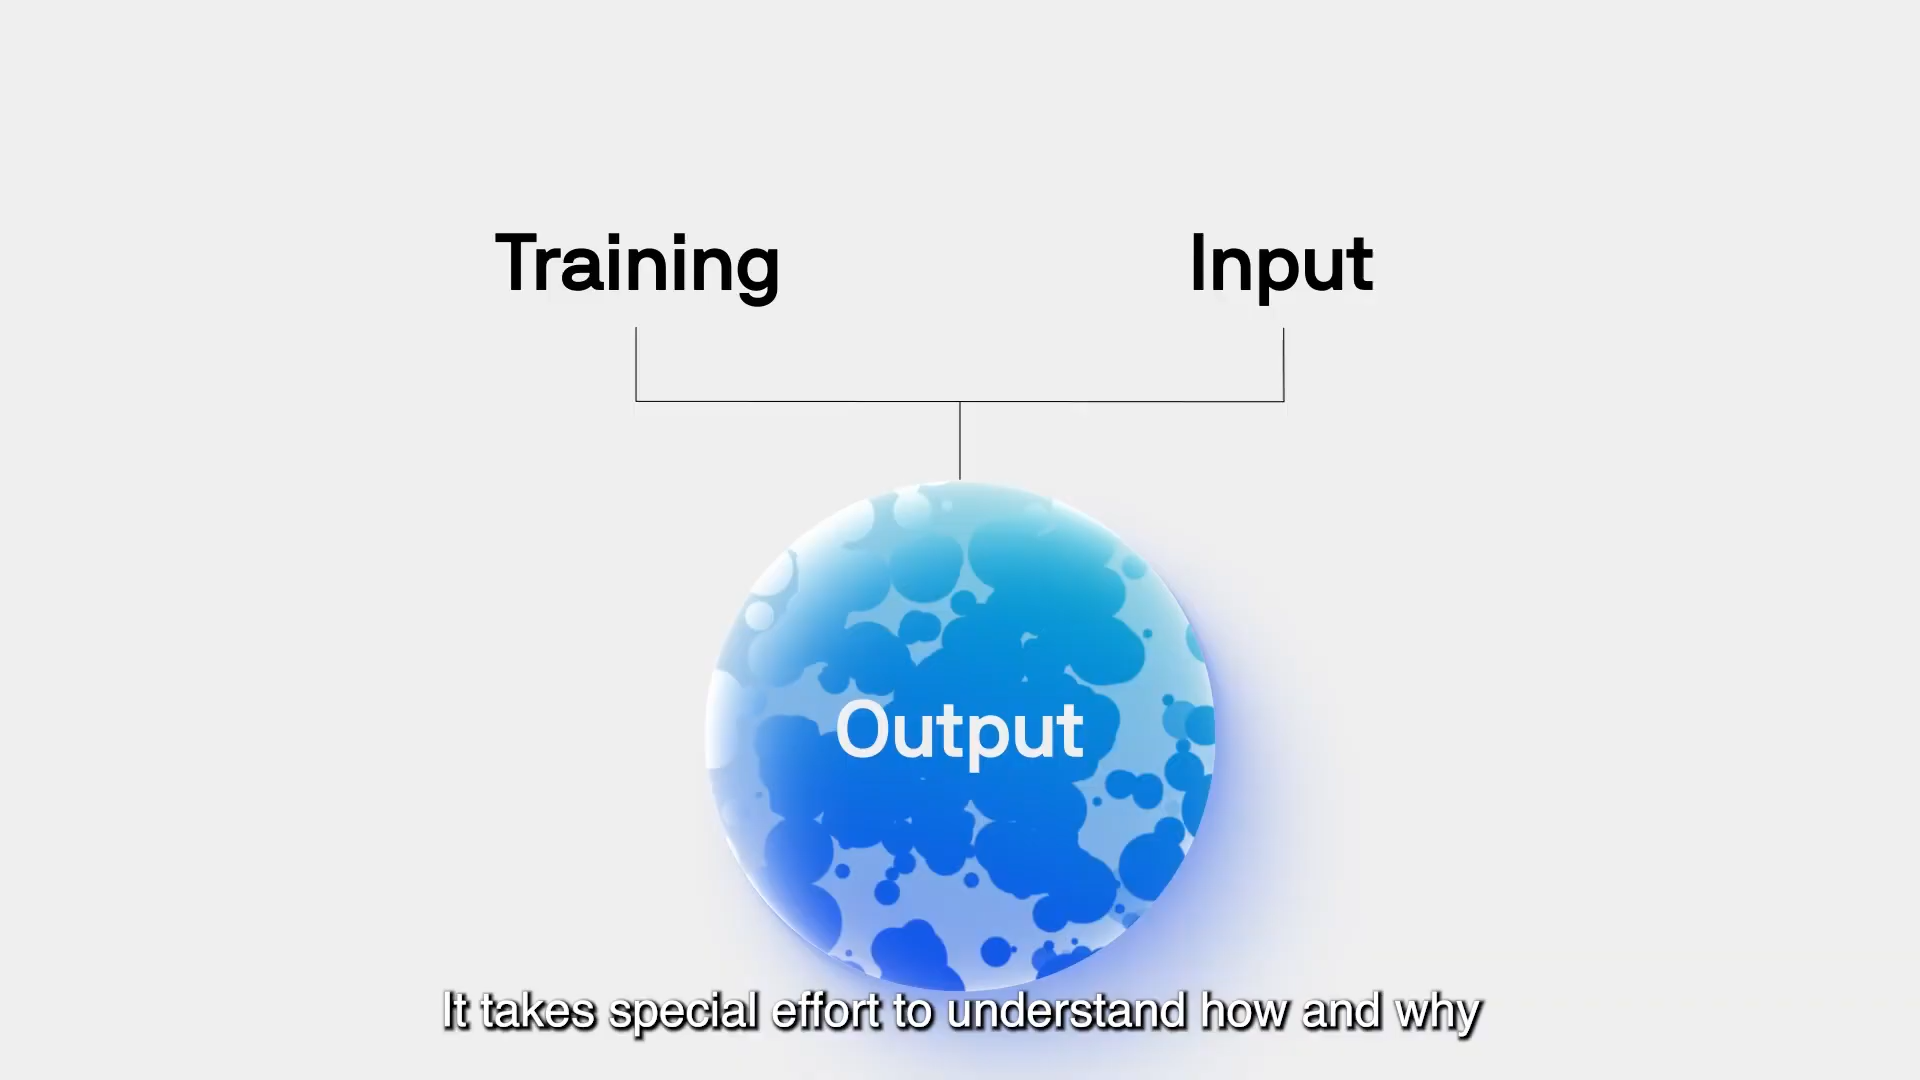 Training
Input
Output
It takes special effort to understand how and why